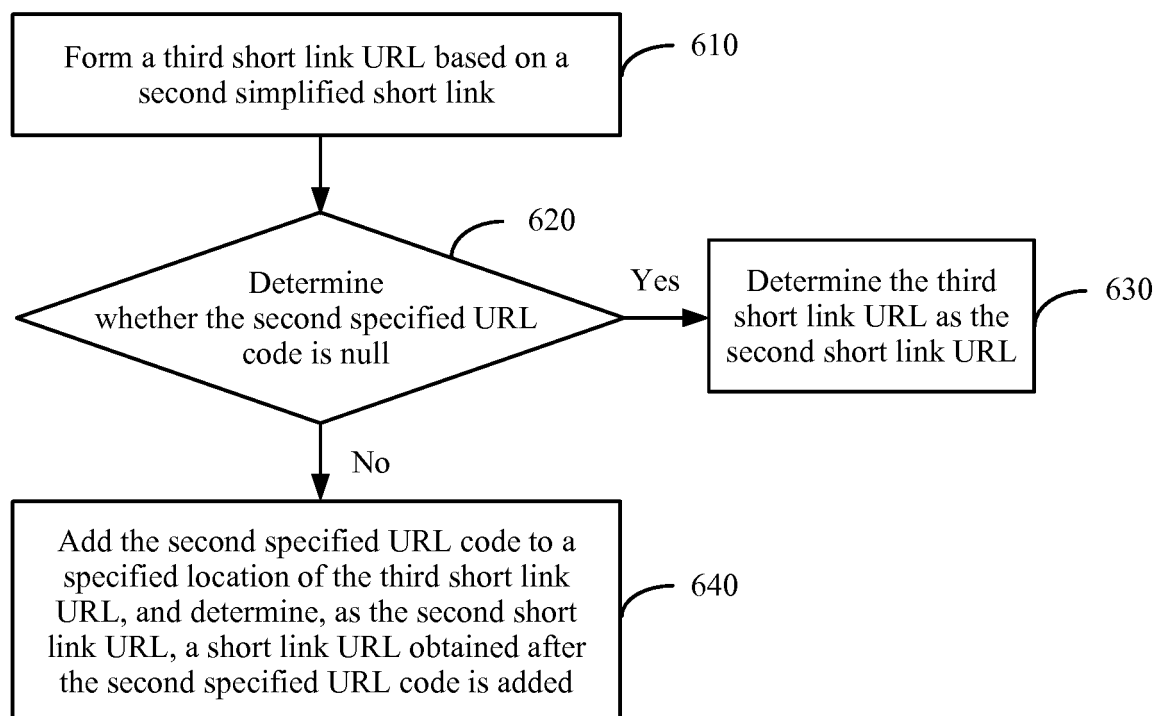 Form a third short link URL based on a
second simplified short link
610
620
Determine
whether the second specified URL
code is null
Yes
Determine the third
short link URL as the
second short link URL
630
No
Add the second specified URL code to a
specified location of the third short link
URL, and determine, as the second short
link URL, a short link URL obtained after
the second specified URL code is added
640